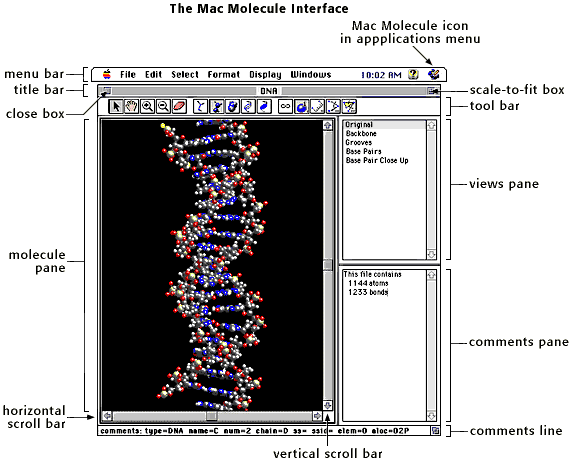 The Mac Molecule Interface
Mac Molecule icon
in appplications menu
menu bar
File Edit Select Format Display Windows 10:02 AM
title bar
DNA
scale-to-fit box
close box
tool bar
Original
Backbone
Grooves
Base Pairs
Base Pair Close Up
views pane
molecule
pane
This file contains
1144 atoms
1233 bonds
comments pane
horizontal
scroll bar
comments: type=DNA name=C num=2 chain=D ss= ssid= elem=O aloc=O2P
comments line
vertical scroll bar